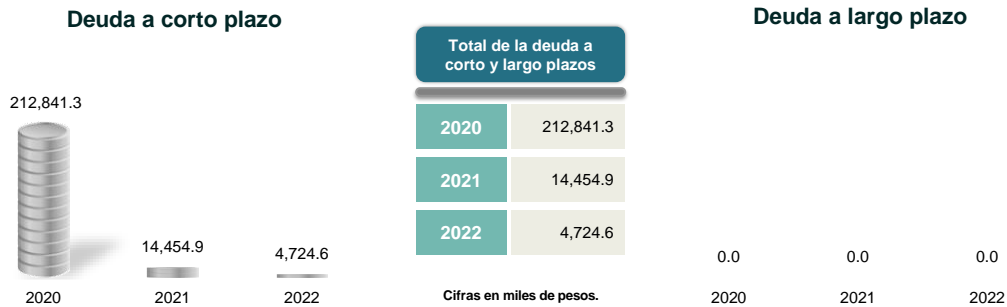 Deuda a corto plazo
212,841.3
14,454.9
4,724.6
2020 2021 2022
Total de la deuda a
corto y largo plazos
2020 212,841.3
2021 14,454.9
2022 4,724.6
Cifras en miles de pesos.
Deuda a largo plazo
0.0 0.0 0.0
2020 2021 2022